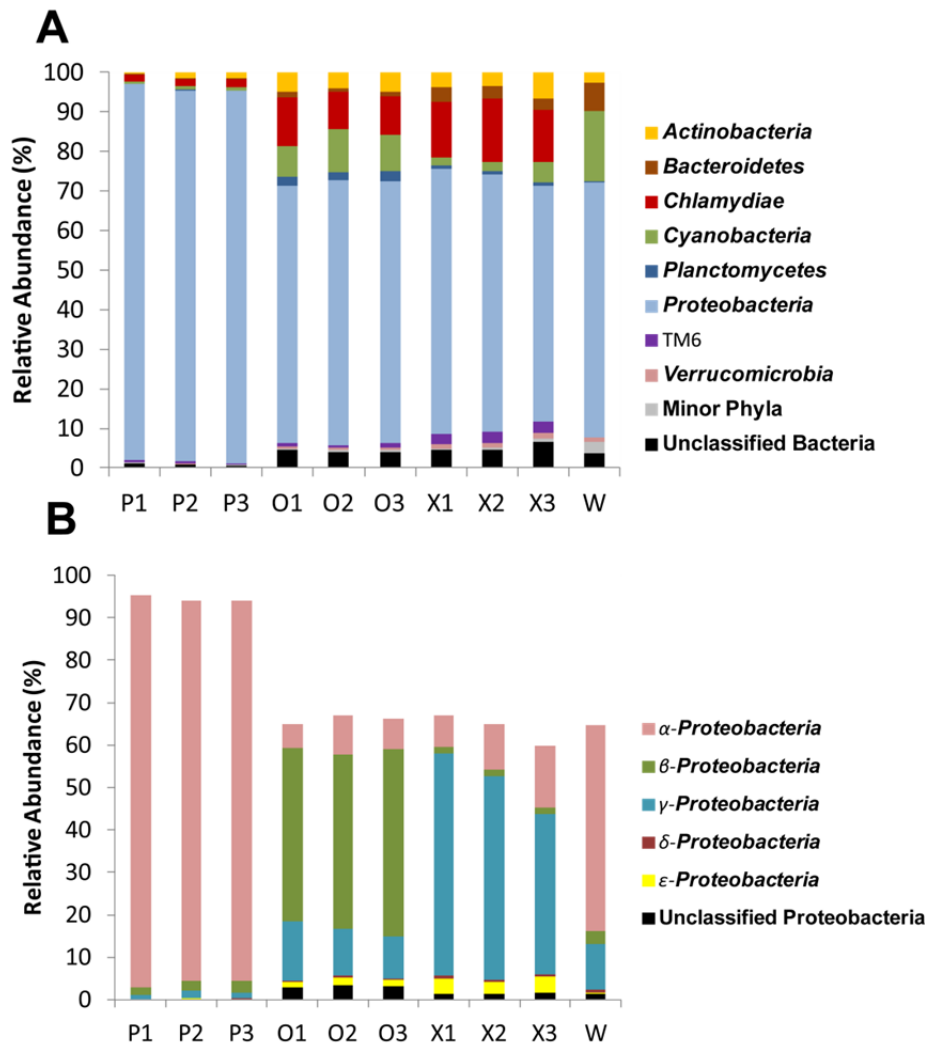 A
100
90
80
70
60
50
40
30
20
10
0
Relative Abundance (%)
P1 P2 P3 O1 O2 O3 X1 X2 X3 W
Actinobacteria
Bacteroidetes
Chlamydiae
Cyanobacteria
Planctomycetes
Proteobacteria
TM6
Verrucomicrobia
Minor Phyla
Unclassified Bacteria
B
100
90
80
70
60
50
40
30
20
10
0
Relative Abundance (%)
P1 P2 P3 O1 O2 O3 X1 X2 X3 W
α-Proteobacteria
β-Proteobacteria
γ-Proteobacteria
δ-Proteobacteria
ε-Proteobacteria
Unclassified Proteobacteria